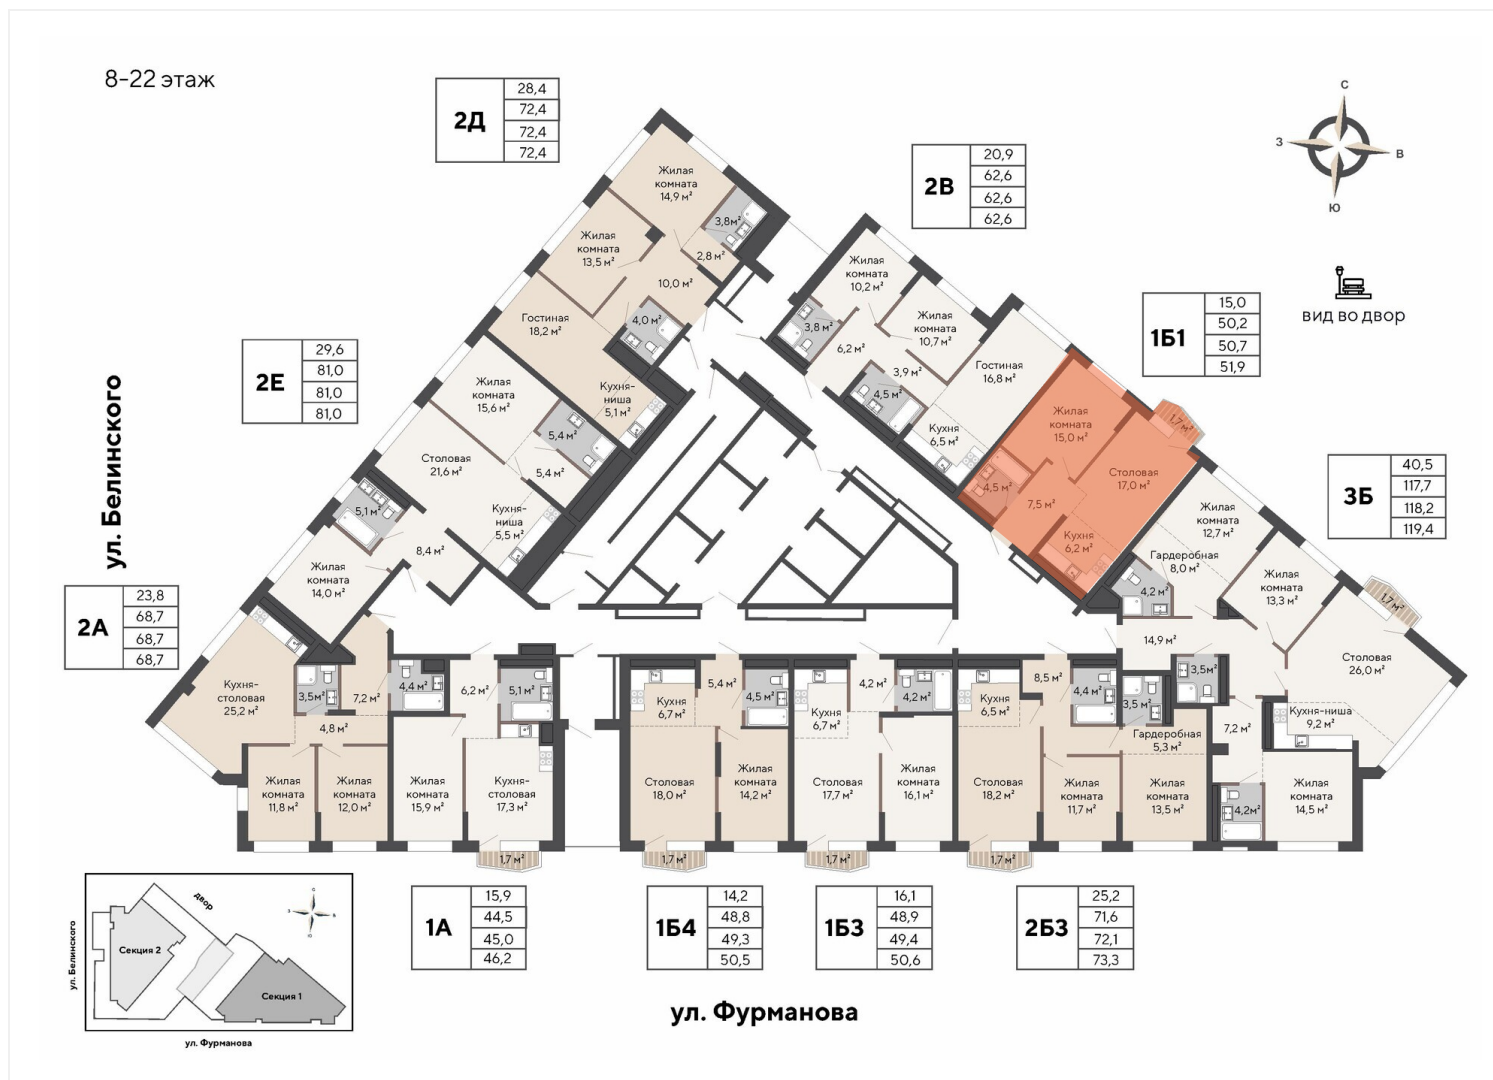 8-22 этаж
2Д
28,4
72,4
72,4
72,4
2В
20,9
62,6
62,6
62,6
С
З
В
Ю
вид во двор
1Б1
15,0
50,2
50,7
51,9
2Е
29,6
81,0
81,0
81,0
3Б
40,5
117,7
118,2
119,4
2А
23,8
68,7
68,7
68,7
ул. Белинского
Жилая
комната
14,9 м²
3,8м²
2,8 м²
Жилая
комната
13,5 м²
10,0 м²
Гостиная
18,2 м²
4,0 м²
Кухня-
ниша
5,1 м²
Жилая
комната
15,6 м²
5,4 м²
5,4 м²
Столовая
21,6 м²
Кухня-
ниша
5,5 м²
5,1 м²
8,4 м²
Жилая
комната
14,0 м²
Жилая
комната
10,2 м²
3,8 м²
6,2 м²
Жилая
комната
10,7 м²
3,9 м²
4,5 м²
Гостиная
16,8 м²
Кухня
6,5 м²
Жилая
комната
15,0 м²
1,7 м²
Столовая
17,0 м²
4,5 м²
7,5 м²
Кухня
6,2 м²
Жилая
комната
12,7 м²
Гардеробная
8,0 м²
4,2 м²
Жилая
комната
13,3 м²
1,7 м²
14,9 м²
Столовая
26,0 м²
3,5м²
Кухня-ниша
9,2 м²
7,2 м²
4,2м²
Жилая
комната
14,5 м²
Кухня-
столовая
25,2 м²
3,5м²
7,2 м²
4,4 м²
4,8 м²
Жилая
комната
11,8 м²
Жилая
комната
12,0 м²
6,2 м²
5,1 м²
Жилая
комната
15,9 м²
Кухня-
столовая
17,3 м²
1,7 м²
5,4 м²
4,5 м²
Кухня
6,7 м²
Столовая
18,0 м²
Жилая
комната
14,2 м²
1,7 м²
4,2 м²
4,2 м²
Кухня
6,7 м²
Столовая
17,7 м²
Жилая
комната
16,1 м²
1,7 м²
8,5 м²
4,4 м²
Кухня
6,5 м²
3,5 м²
Гардеробная
5,3 м²
Столовая
18,2 м²
Жилая
комната
11,7 м²
Жилая
комната
13,5 м²
1,7 м²
1А
15,9
44,5
45,0
46,2
1Б4
14,2
48,8
49,3
50,5
1Б3
16,1
48,9
49,4
50,6
2Б3
25,2
71,6
72,1
73,3
ул. Фурманова
двор
Секция 2
Секция 1
ул. Белинского
ул. Фурманова